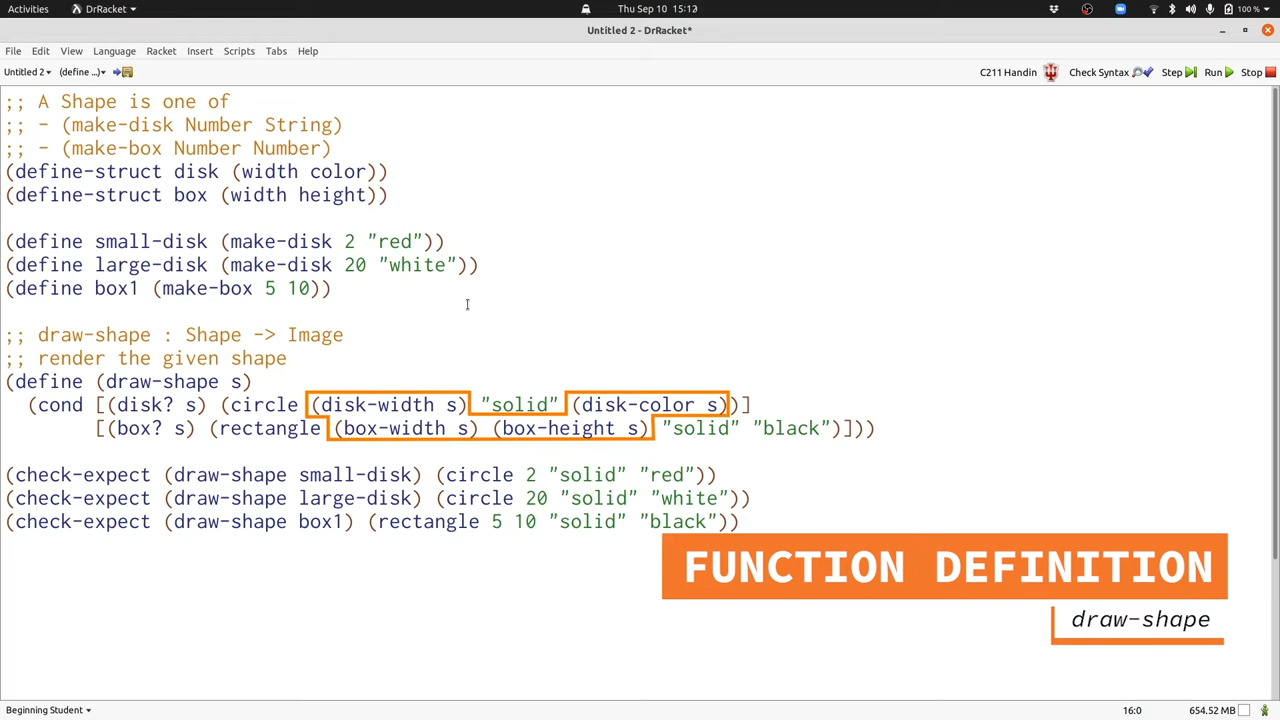 Activities DrRacket Thu Sep 10 15:12 100 %
Untitled 2 - DrRacket*
File Edit View Language Racket Insert Scripts Tabs Help
Untitled 2 (define ...) C211 Handin Check Syntax Step Run Stop
;; A Shape is one of
;; - (make-disk Number String)
;; - (make-box Number Number)
(define-struct disk (width color))
(define-struct box (width height))
(define small-disk (make-disk 2 "red"))
(define large-disk (make-disk 20 "white"))
(define box1 (make-box 5 10))
;; draw-shape : Shape -> Image
;; render the given shape
(define (draw-shape s)
(cond [(disk? s) (circle (disk-width s) "solid" (disk-color s))]
[(box? s) (rectangle (box-width s) (box-height s) "solid" "black")]))
(check-expect (draw-shape small-disk) (circle 2 "solid" "red"))
(check-expect (draw-shape large-disk) (circle 20 "solid" "white"))
(check-expect (draw-shape box1) (rectangle 5 10 "solid" "black"))
FUNCTION DEFINITION
draw-shape
Beginning Student 16:0 654.52 MB